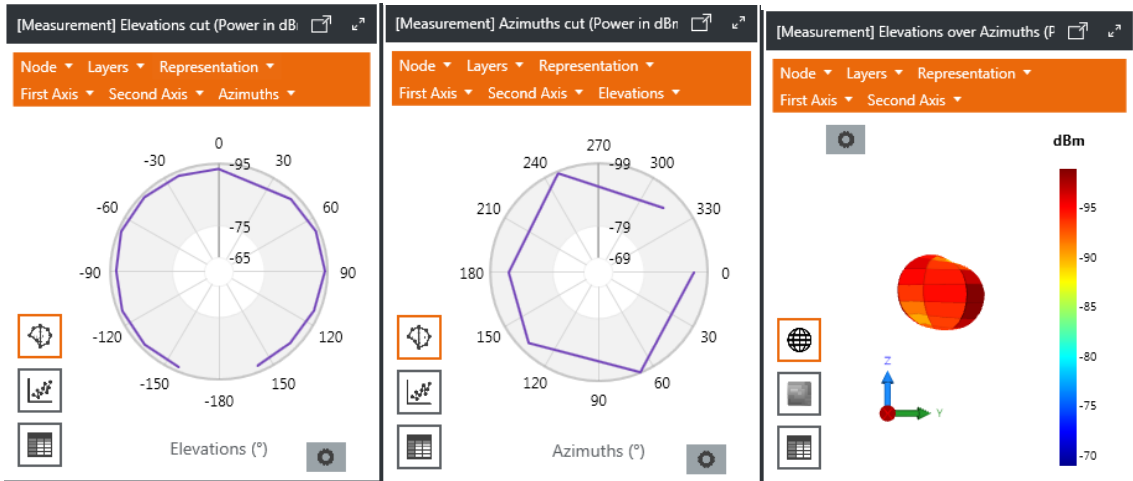 [Measurement] Elevations cut (Power in dBı
Node Layers Representation
First Axis Second Axis Azimuths
0
-30
-95
30
-60
60
-75
-65
-90
90
-120
120
-150
150
-180
Elevations (°)
[Measurement] Azimuths cut (Power in dBn
Node Layers Representation
First Axis Second Axis Elevations
270
240
-99
300
210
330
-79
-69
180
0
150
30
120
60
90
Azimuths (°)
[Measurement] Elevations over Azimuths (P
Node Layers Representation
First Axis Second Axis
dBm
-95
-90
-85
-80
-75
-70
Z
Y